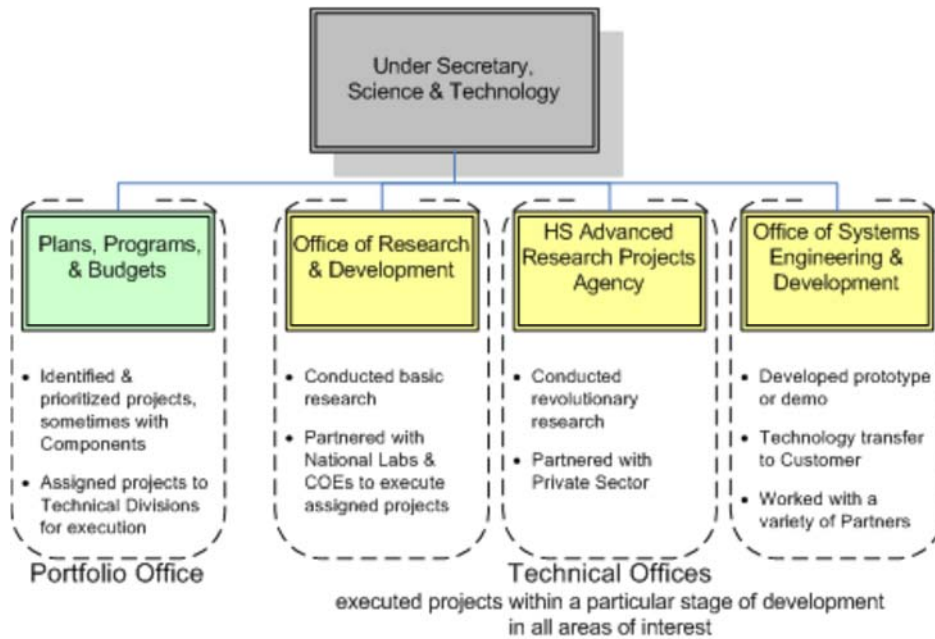 Under Secretary,
Science & Technology
Plans, Programs,
& Budgets
Office of Research
& Development
HS Advanced
Research Projects
Agency
Office of Systems
Engineering &
Development
• Identified &
prioritized projects,
sometimes with
Components
• Assigned projects to
Technical Divisions
for execution
• Conducted basic
research
• Partnered with
National Labs &
COEs to execute
assigned projects
• Conducted
revolutionary
research
• Partnered with
Private Sector
• Developed prototype
or demo
• Technology transfer
to Customer
• Worked with a
variety of Partners
Portfolio Office
Technical Offices
executed projects within a particular stage of development
in all areas of interest